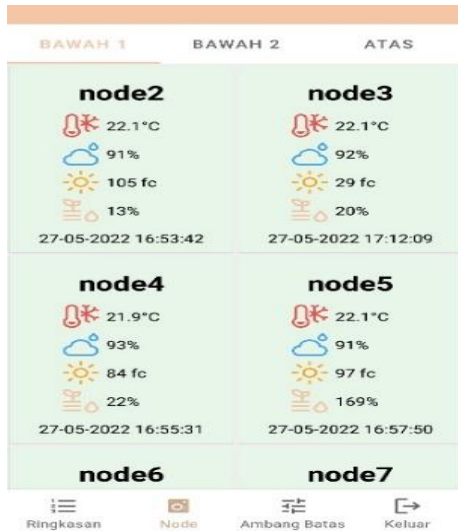 BAWAH 1 BAWAH 2 ATAS
node2
22.1°C
91%
105 fc
13%
27-05-2022 16:53:42
node3
22.1°C
92%
29 fc
20%
27-05-2022 17:12:09
node4
21.9°C
93%
84 fc
22%
27-05-2022 16:55:31
node5
22.1°C
91%
97 fc
169%
27-05-2022 16:57:50
node6
node7
Ringkasan Node Ambang Batas Keluar